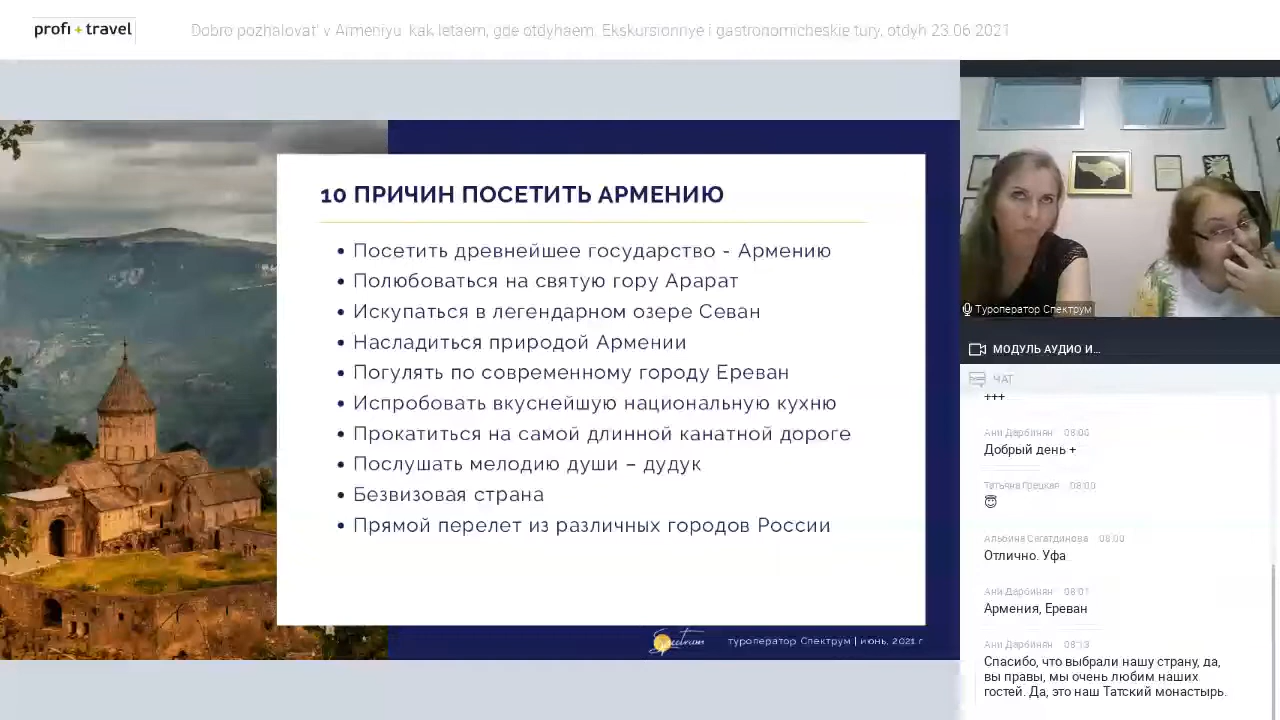 profi + travel
Dobro pozhalovat' v Armeniyu kak letaem, gde otdyhaem. Ekskursionnye i gastronomicheskie tury, otdyh 23.06 2021
10 ПРИЧИН ПОСЕТИТЬ АРМЕНИЮ
• Посетить древнейшее государство - Армению
• Полюбоваться на святую гору Арарат
• Искупаться в легендарном озере Севан
• Насладиться природой Армении
• Погулять по современному городу Ереван
• Испробовать вкуснейшую национальную кухню
• Прокатиться на самой длинной канатной дороге
• Послушать мелодию души – дудук
• Безвизовая страна
• Прямой перелет из различных городов России
Spectrum
туроператор Спектрум | июнь, 2021 г
Туроператор Спектрум
МОДУЛЬ АУДИО И...
ЧАТ
+++
Ани Дарбинян 08:00
Добрый день +
Татьяна Грецкая 08:00
Альбина Сагатдинова 08:00
Отлично. Уфа
Ани Дарбинян 08:01
Армения, Ереван
Ани Дарбинян 08:13
Спасибо, что выбрали нашу страну, да,
вы правы, мы очень любим наших
гостей. Да, это наш Татский монастырь.